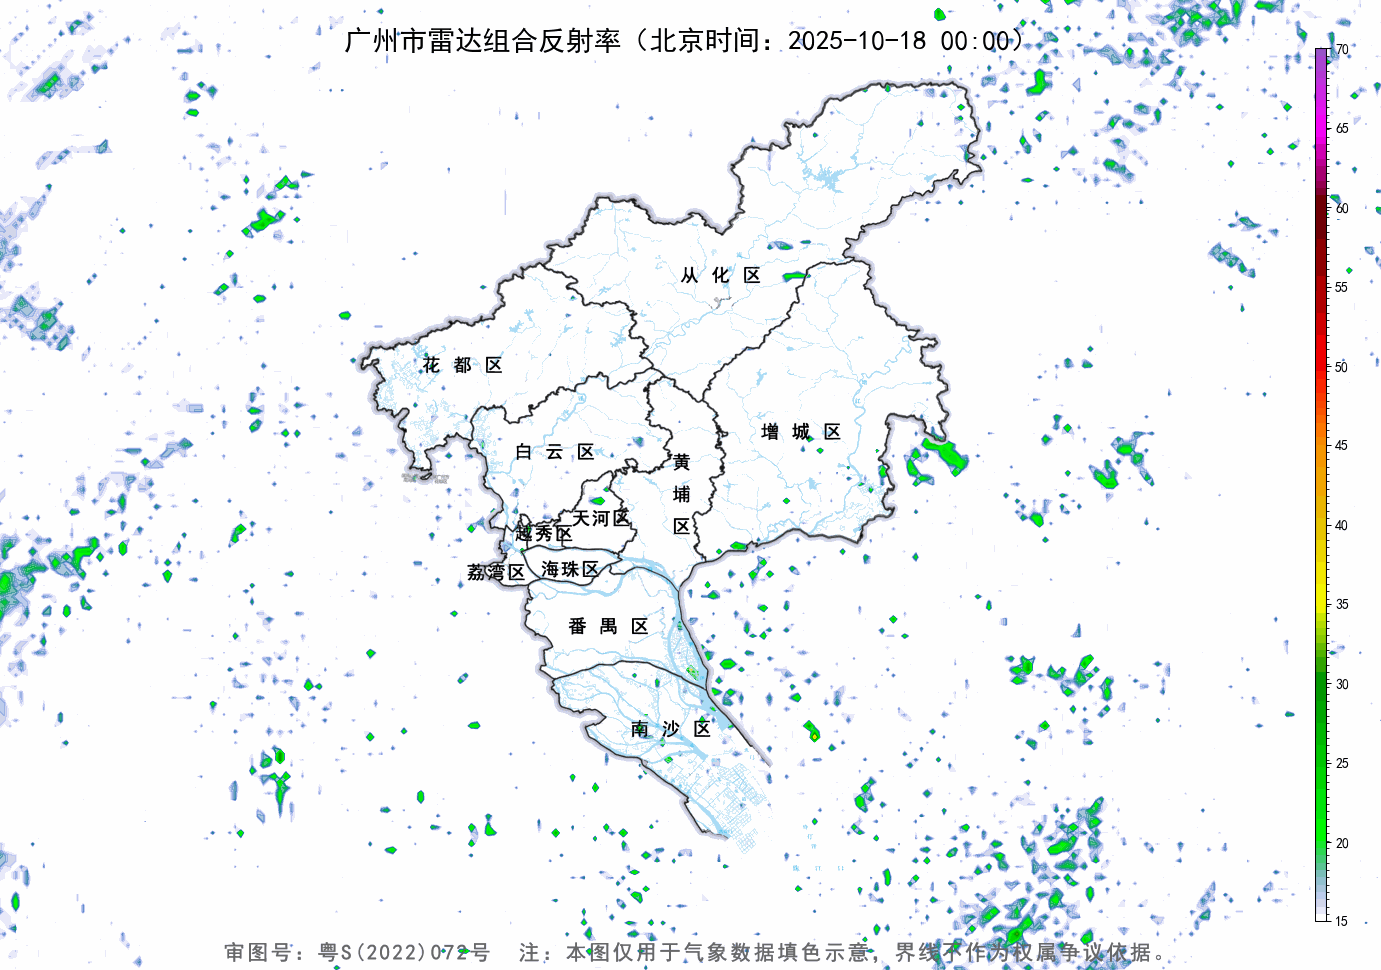 广州市雷达组合反射率（北京时间：2025-10-18 00:00）
70
65
60
55
50
45
40
35
30
25
20
15
从化区
花都区
增城区
白云区
黄埔区
天河区
越秀区
荔湾区
海珠区
番禺区
南沙区
审图号：粤S(2022)072号 注：本图仅用于气象数据填色示意，界线不作为权属争议依据。